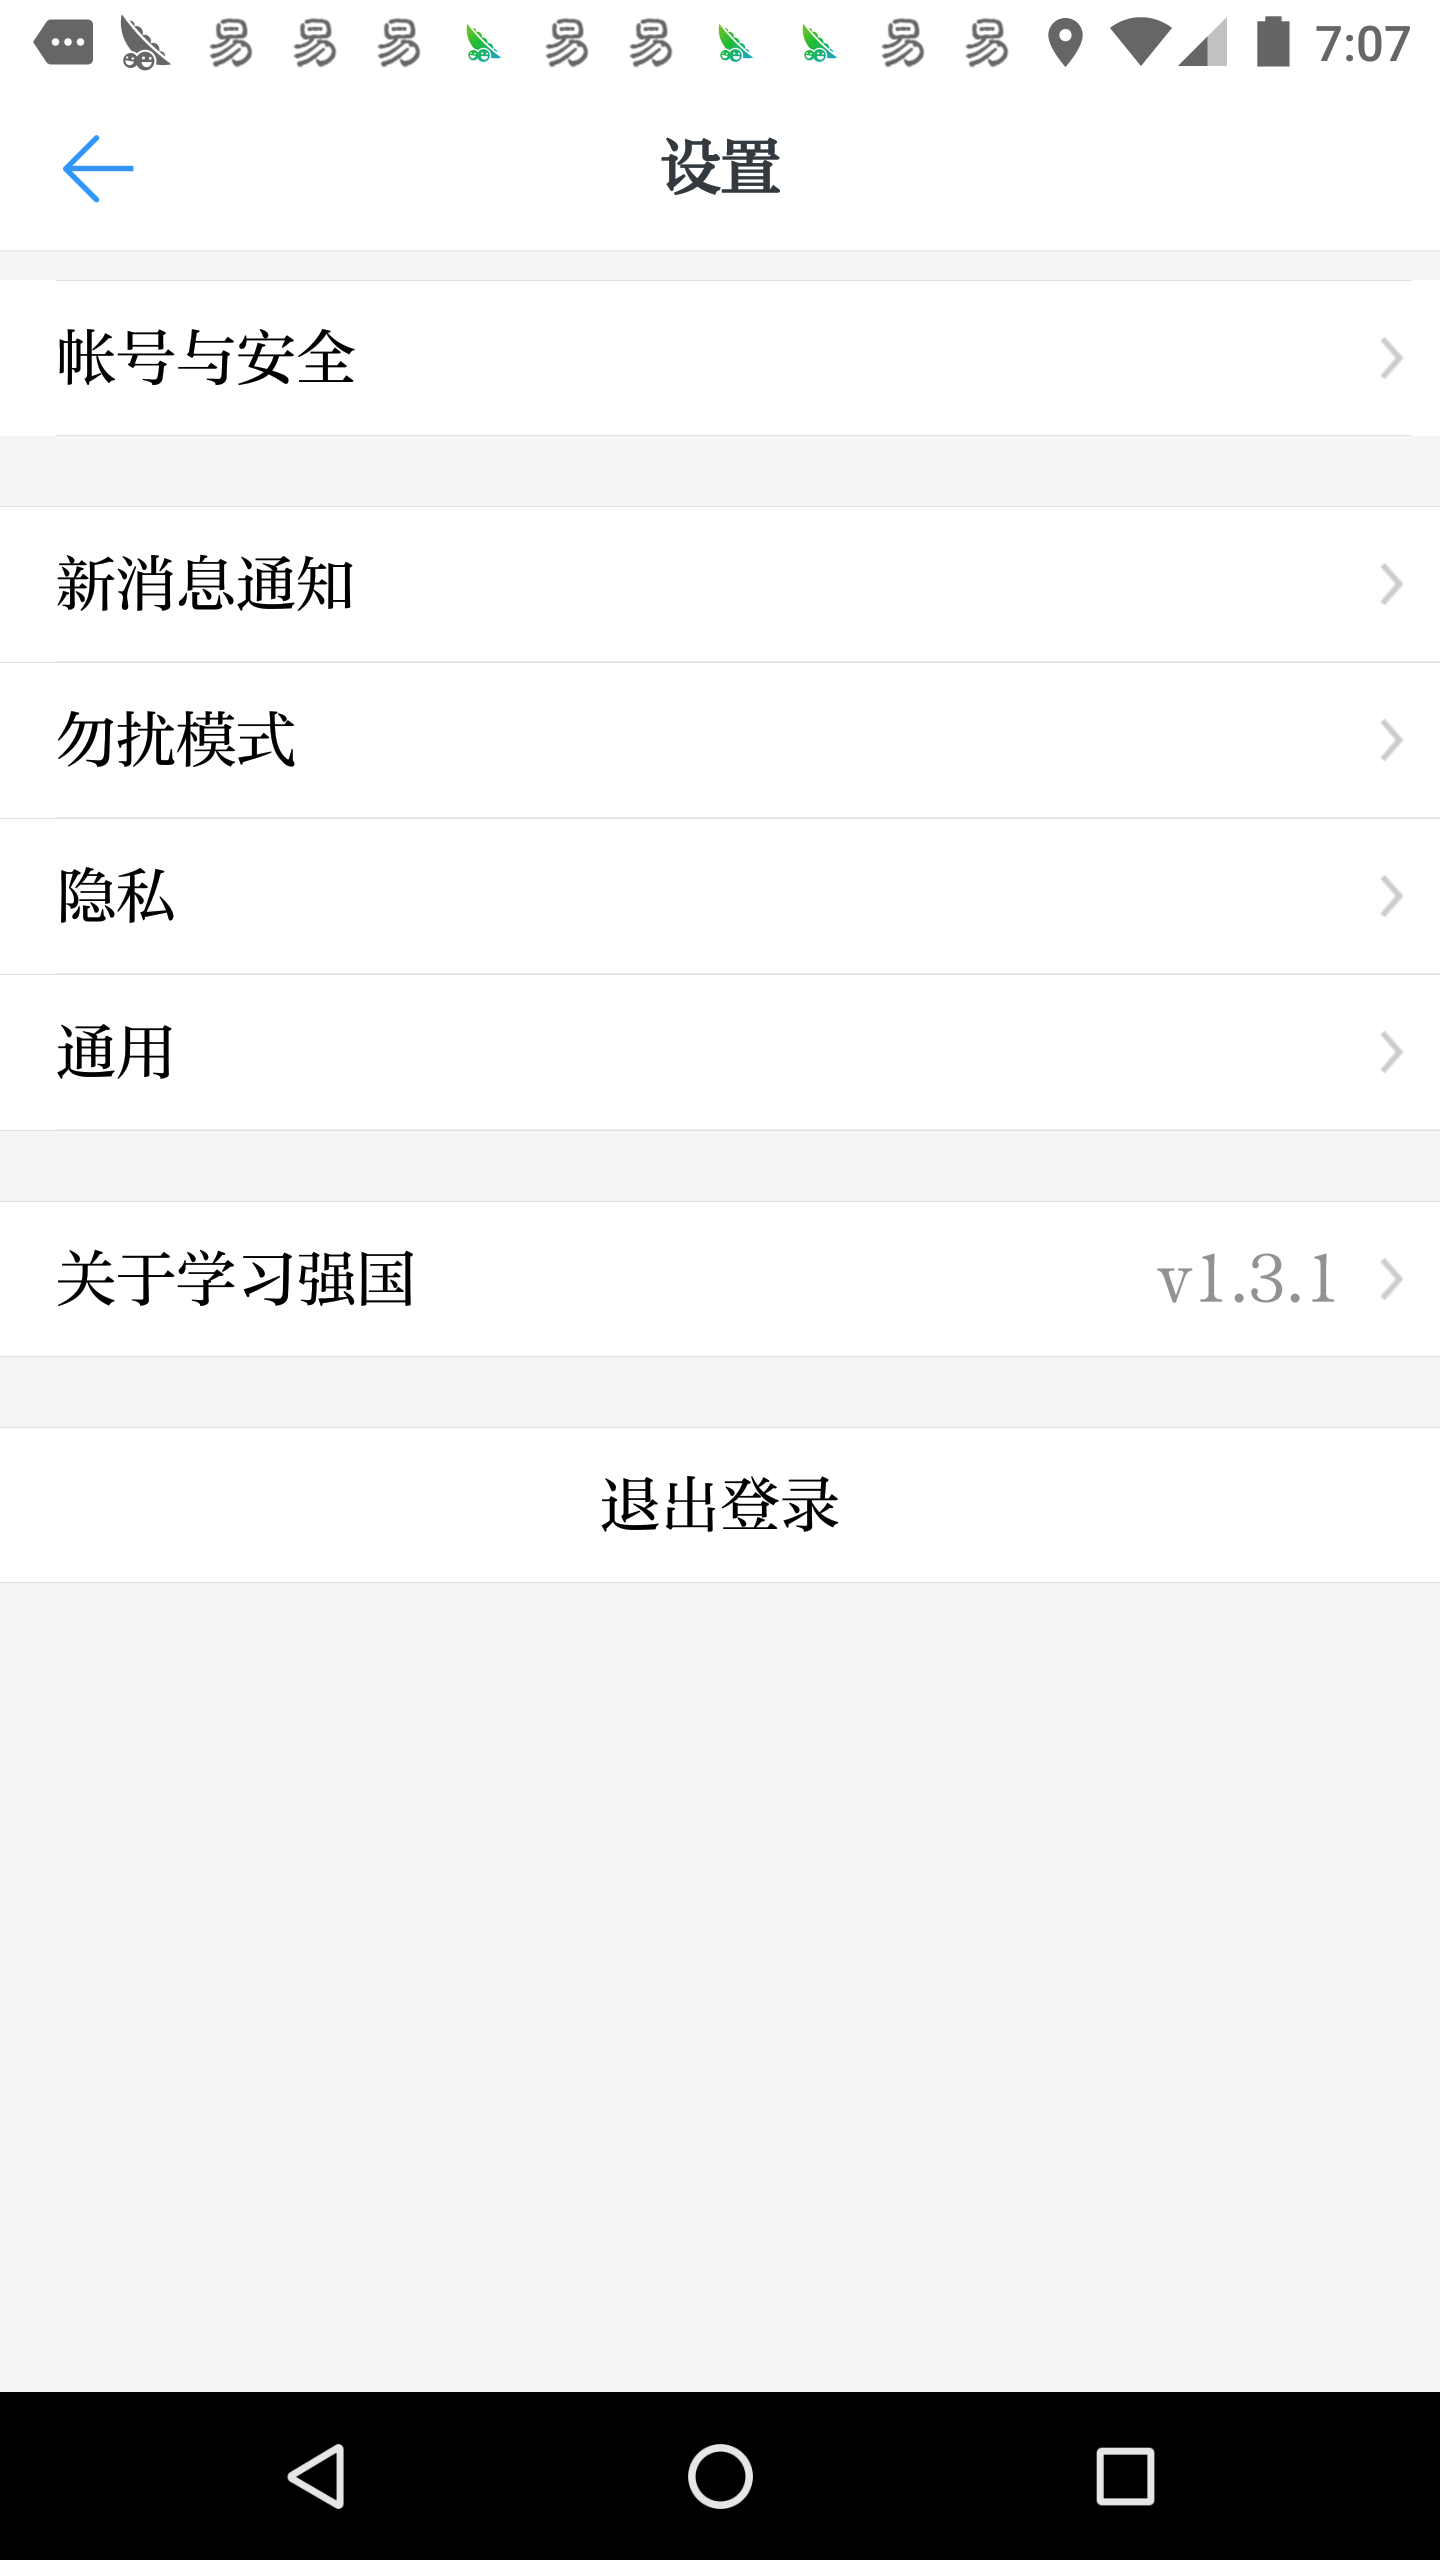 7:07
设置
帐号与安全
新消息通知
勿扰模式
隐私
通用
关于学习强国 v1.3.1
退出登录